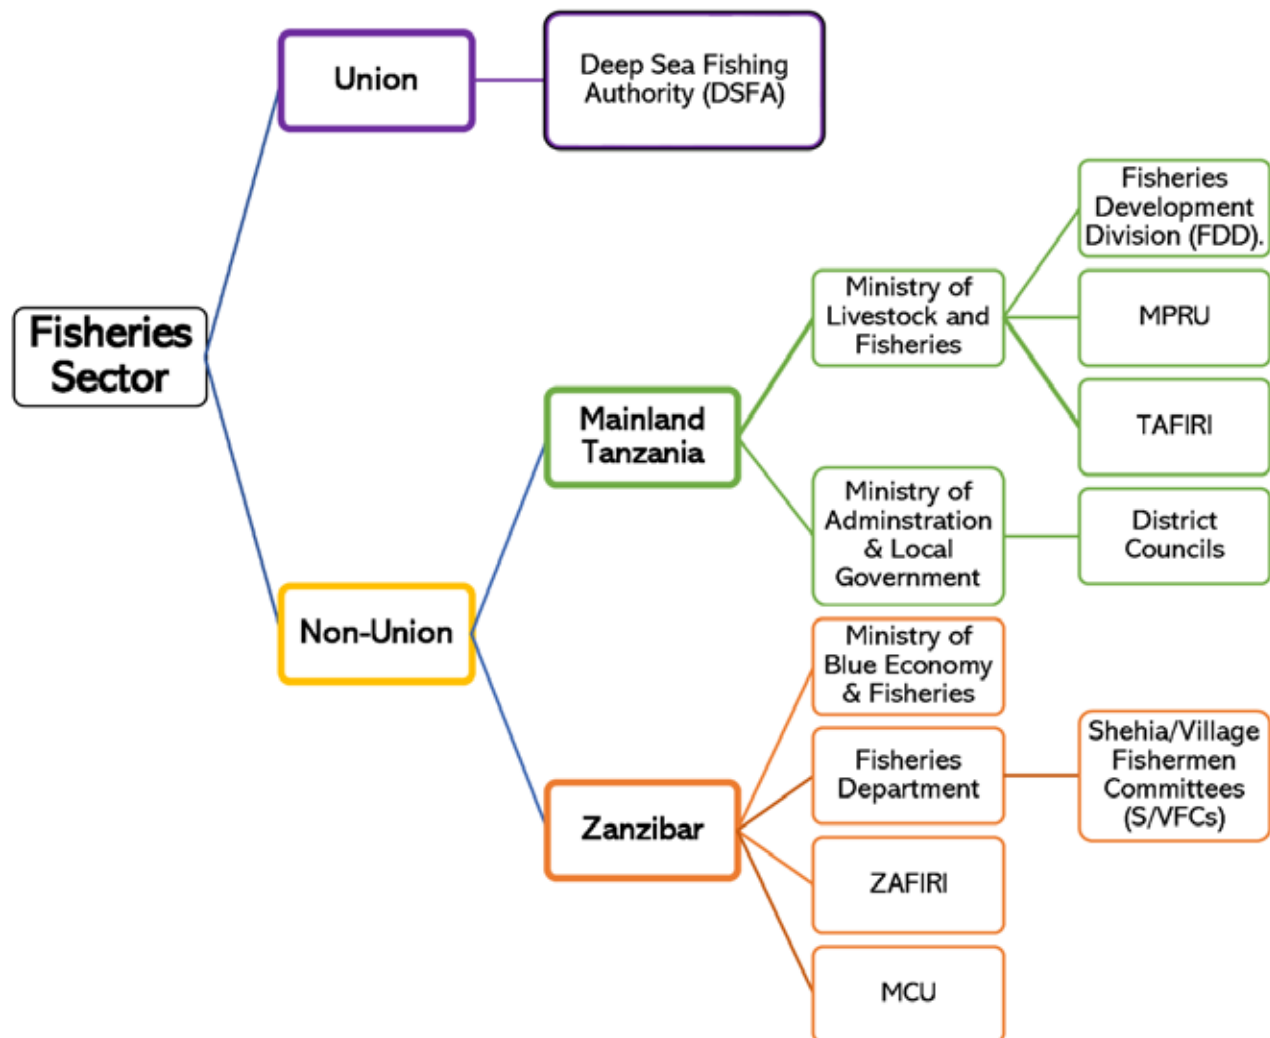 Union
Deep Sea Fishing
Authority (DSFA)
Fisheries
Development
Division (FDD).
Ministry of
Livestock and
Fisheries
MPRU
Fisheries
Sector
TAFIRI
Mainland
Tanzania
Ministry of
Adminstration
& Local
Government
District
Councils
Non-Union
Ministry of
Blue Economy
& Fisheries
Fisheries
Department
Shehia/Village
Fishermen
Committees
(S/VFCs)
Zanzibar
ZAFIRI
MCU